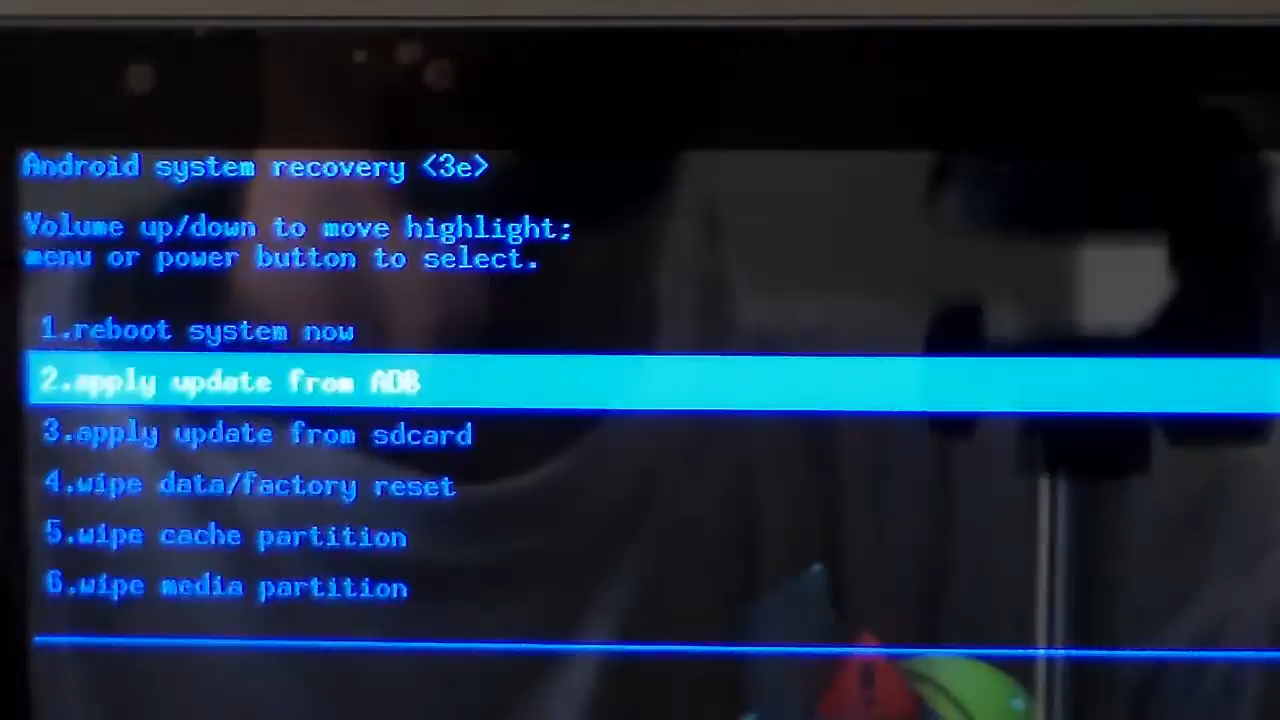 Android system recovery <3e>
Volume up/down to move highlight;
menu or power button to select.
1.reboot system now
2.apply update from ADB
3.apply update from sdcard
4.wipe data/factory reset
5.wipe cache partition
6.wipe media partition